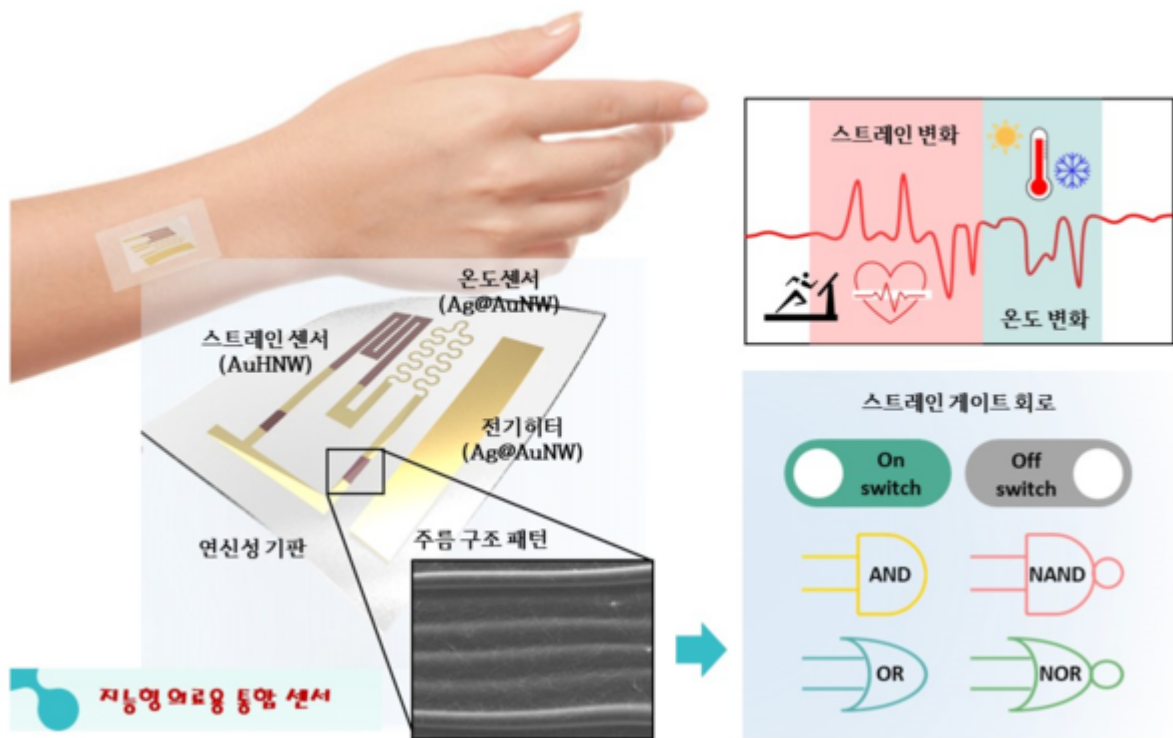 온도센서
(Ag@AuNW)
스트레인 센서
(AuHNW)
전기히터
(Ag@AuNW)
연신성 기판
주름 구조 패턴
지능형 의료용 통합 센서
스트레인 변화
온도 변화
스트레인 게이트 회로
On
switch
Off
switch
AND
NAND
OR
NOR